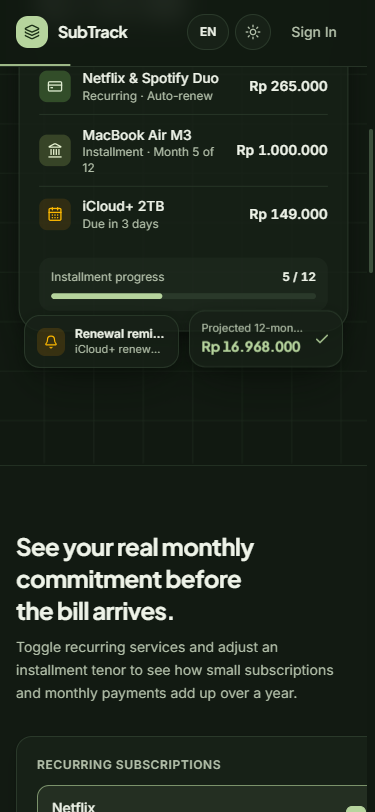 SubTrack
EN
Sign In
Netflix & Spotify Duo
Rp 265.000
Recurring · Auto-renew
MacBook Air M3
Rp 1.000.000
Installment · Month 5 of
12
iCloud+ 2TB
Rp 149.000
Due in 3 days
Installment progress
5 / 12
Renewal remi...
iCloud+ renew...
Projected 12-mon...
Rp 16.968.000
See your real monthly
commitment before
the bill arrives.
Toggle recurring services and adjust an
installment tenor to see how small subscriptions
and monthly payments add up over a year.
RECURRING SUBSCRIPTIONS
Netflix